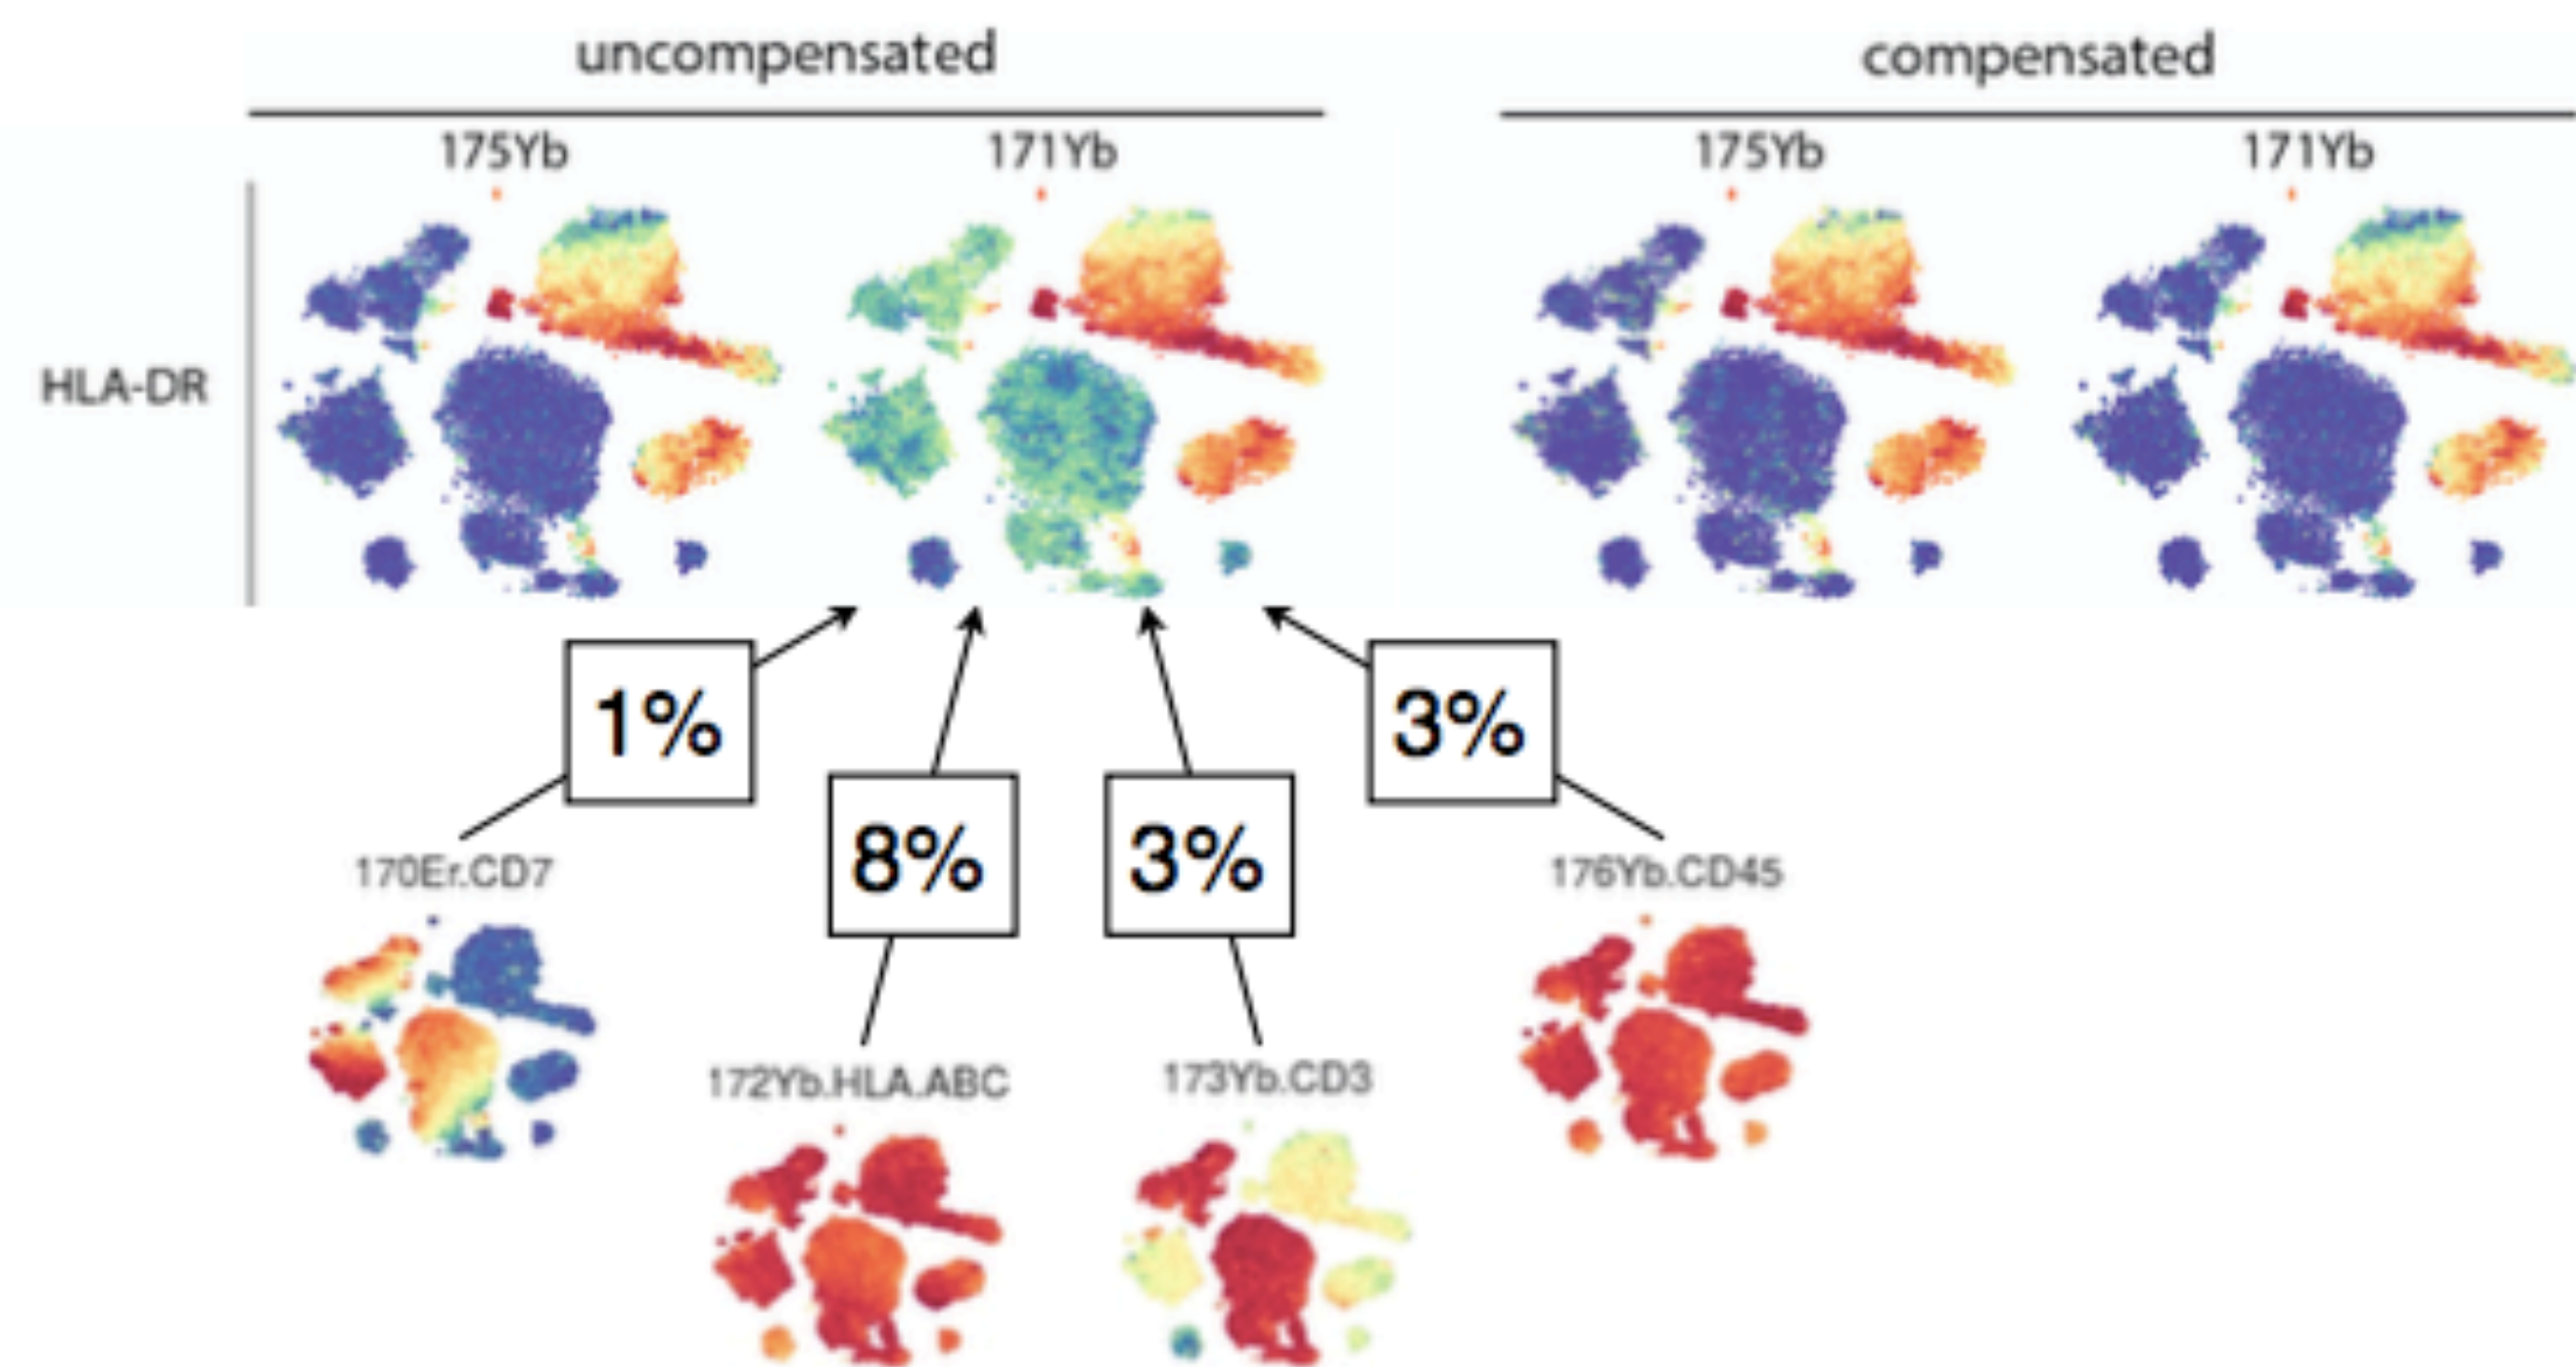 uncompensated
compensated
175Yb
171Yb
175Yb
171Yb
HLA-DR
1%
3%
8%
3%
170Er.CD7
176Yb.CD45
172Yb.HLA.ABC
173Yb.CD3